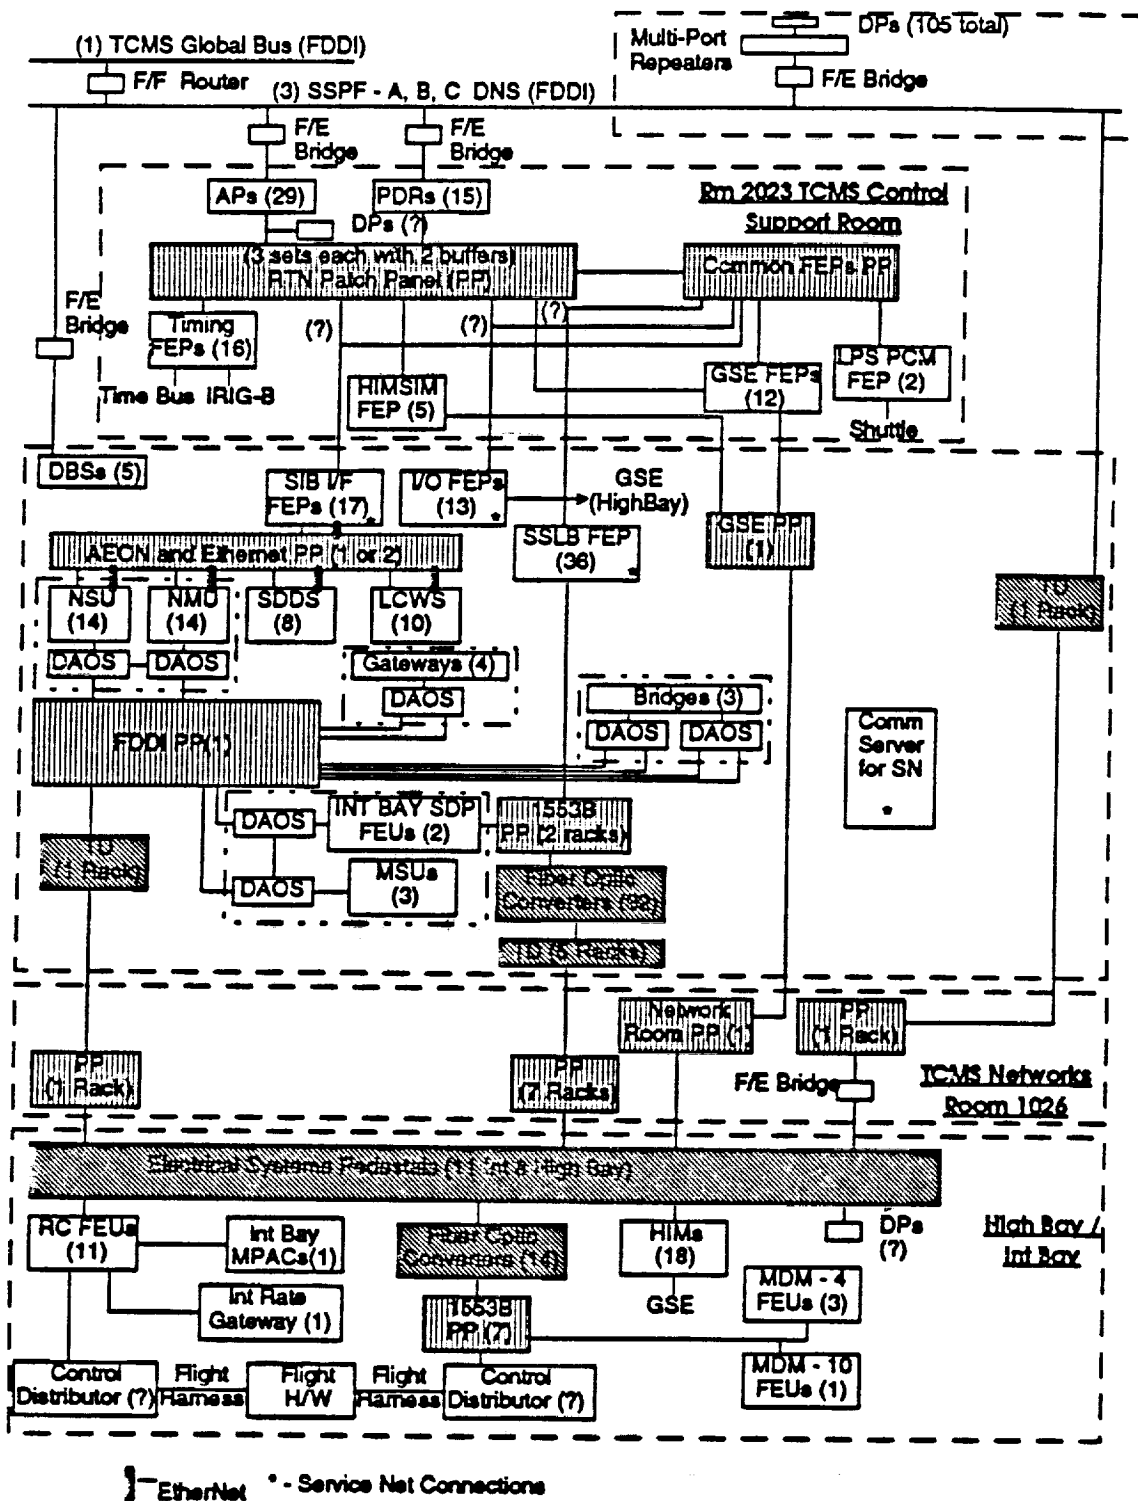 DPs (105 total)
Multi-Port
Repeaters
F/E Bridge
(1) TCMS Global Bus (FDDI)
F/F Router
(3) SSPF - A, B, C DNS (FDDI)
F/E
Bridge
F/E
Bridge
APs (29)
PDRs (15)
Rm 2023 TCMS Control
Support Room
DPs (?)
(3 sets each with 2 buffers)
RTN Patch Panel (PP)
Common FEPs PP
F/E
Bridge
Timing
FEPs (16)
(?)
(?)
(?)
Time Bus IRIG-B
HIMSIM
FEP (5)
GSE FEPs
(12)
LPS PCM
FEP (2)
Shuttle
DBSs (5)
SIB I/F
FEPs (17)
*
I/O FEPs
(13)
*
GSE
(HighBay)
SSLB FEP
(36)
*
GSE PP
(1)
AEON and Ethernet PP (1 or 2)
NSU
(14)
NMU
(14)
SDDS
(8)
LCWS
(10)
TD
(1 Rack)
DAOS
DAOS
Gateways (4)
DAOS
Bridges (3)
DAOS
DAOS
FDDI PP(1)
Comm
Server
for SN
*
DAOS
INT BAY SDP
FEUs (2)
1553B
PP (2 racks)
TD
(1 Rack)
DAOS
MSUs
(3)
Fiber Optic
Converters (92)
TD (5 Racks)
Network
Room PP (1)
PP
(1 Rack)
PP
(1 Rack)
PP
(7 Racks)
F/E Bridge
TCMS Networks
Room 1026
Electrical Systems Pedestals (11 Int & High Bay)
RC FEUs
(11)
Int Bay
MPACs(1)
Fiber Optic
Converters (14)
HIMs
(18)
DPs
(?)
High Bay /
Int Bay
Int Rate
Gateway (1)
1553B
PP (?)
GSE
MDM - 4
FEUs (3)
MDM - 10
FEUs (1)
Control
Distributor (?)
Flight
Harness
Flight
H/W
Flight
Harness
Control
Distributor (?)
EtherNet
* - Service Net Connections